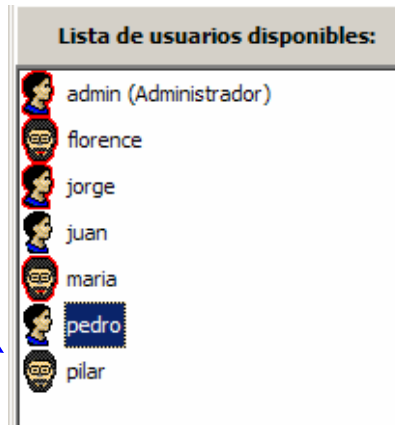 Lista de usuarios disponibles:
admin (Administrador)
florence
jorge
juan
maria
pedro
pilar